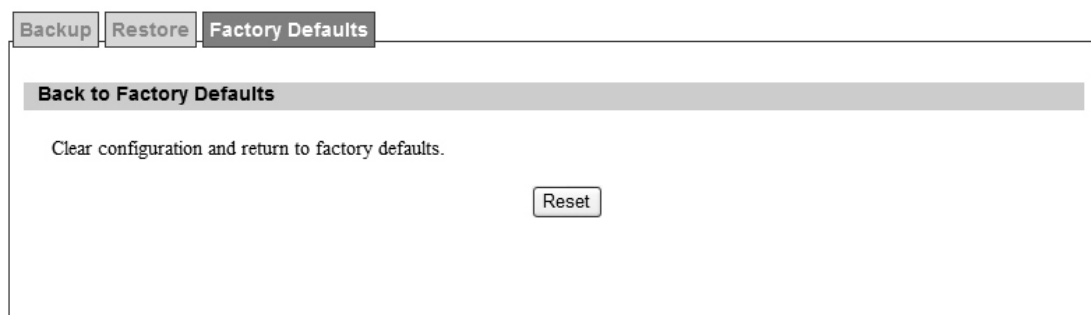 Backup Restore Factory Defaults
Back to Factory Defaults
Clear configuration and return to factory defaults.
Reset